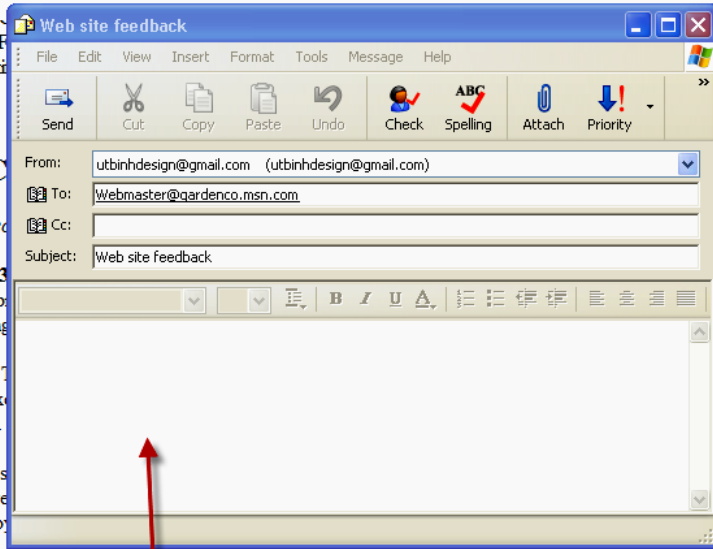 Web site feedback
File Edit View Insert Format Tools Message Help
Send Cut Copy Paste Undo Check ABC Spelling Attach Priority »
From: utbinhdesign@gmail.com (utbinhdesign@gmail.com)
To: Webmaster@gardenco.msn.com
Cc:
Subject: Web site feedback
B I U A